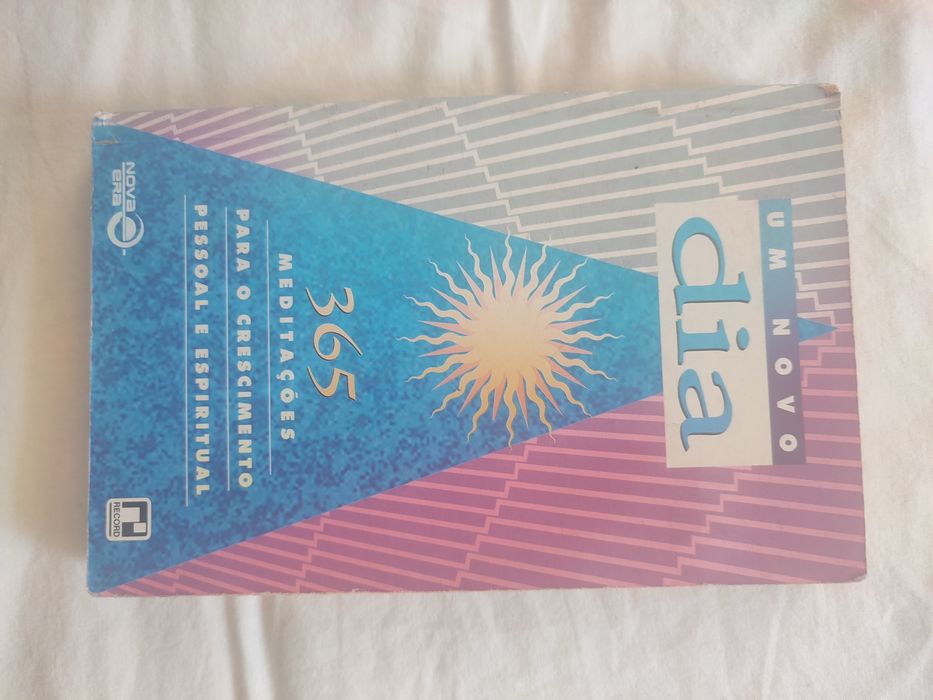 UM NOVO
dia
365
MEDITAÇÕES
PARA O CRESCIMENTO
PESSOAL E ESPIRITUAL
NOVA
ERA
RECORD